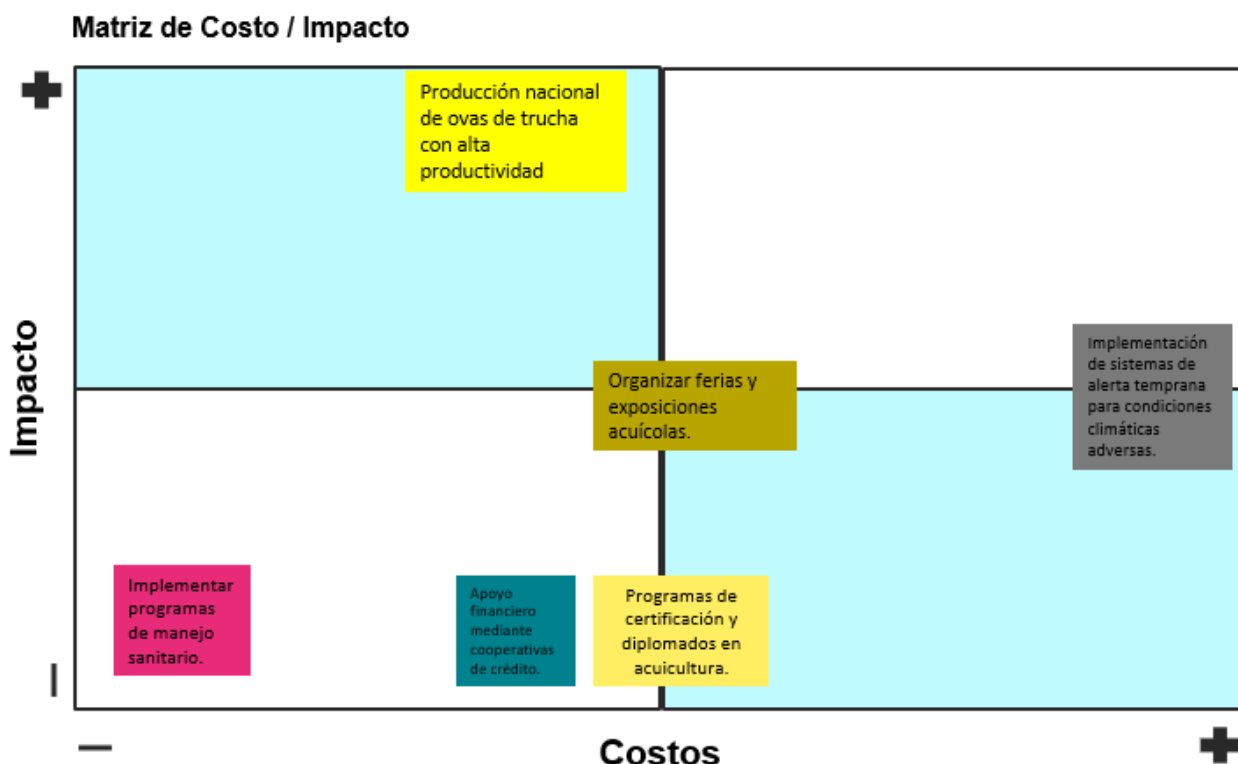 Matriz de Costo / Impacto
+
Producción nacional
de ovas de trucha
con alta
productividad
Impacto
Organizar ferias y
exposiciones
acuícolas.
Implementación
de sistemas de
alerta temprana
para condiciones
climáticas
adversas.
Implementar
programas
de manejo
sanitario.
Apoyo
financiero
mediante
cooperativas
de crédito.
Programas de
certificación y
diplomados en
acuicultura.
–
–
Costos
+